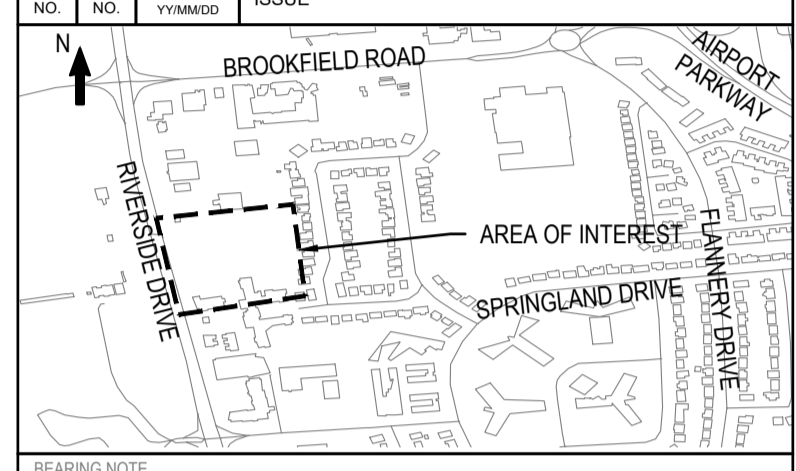 NO.
NO.
YY/MM/DD
ISSUE
N
BROOKFIELD ROAD
AIRPORT
PARKWAY
RIVERSIDE DRIVE
AREA OF INTEREST
FLANNERY DRIVE
SPRINGLAND DRIVE
BEARING NOTE